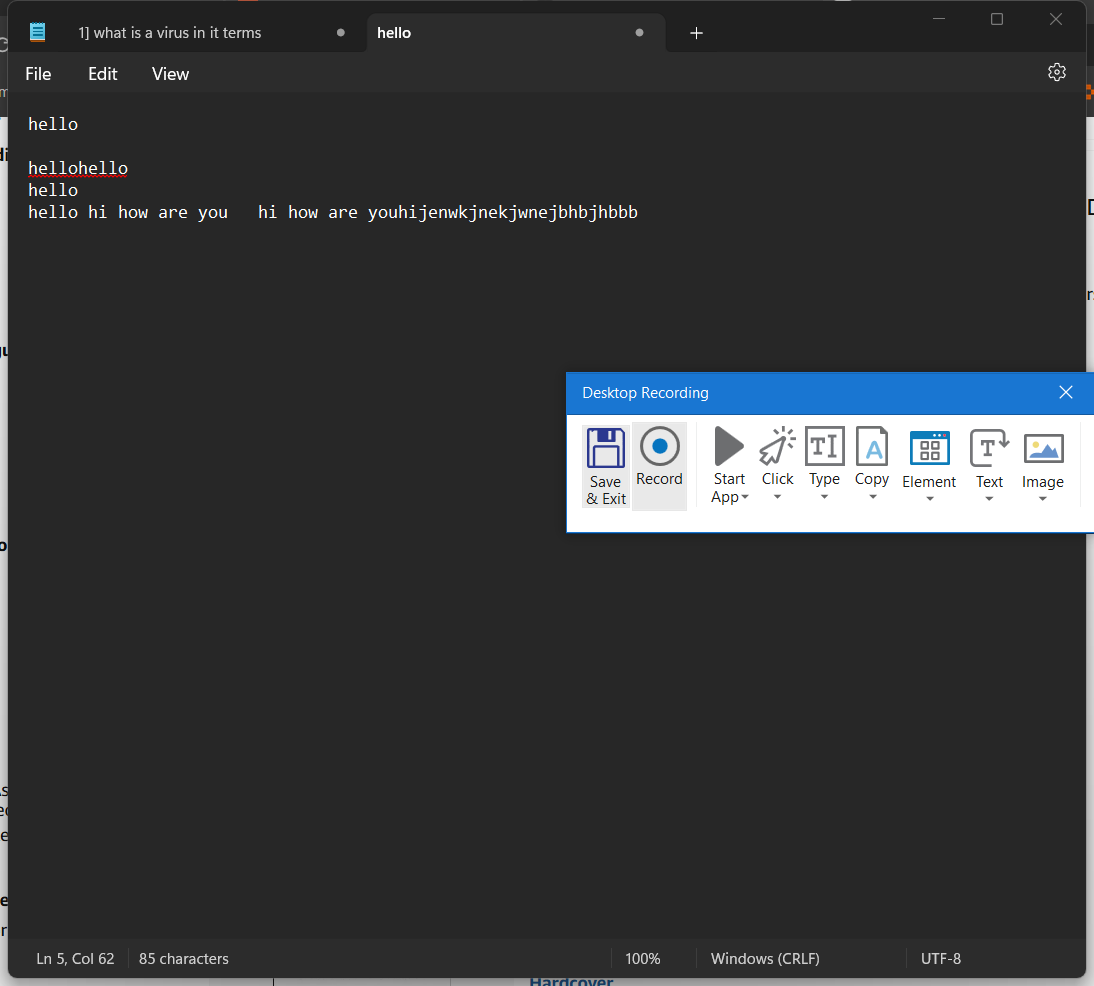 1] what is a virus in it terms
hello
File Edit View
hello
hellohello
hello
hello hi how are you   hi how are youhijenwkjnekjwnejbhbjhbbb
Desktop Recording
Save & Exit
Record
Start App
Click
Type
Copy
Element
Text
Image
Ln 5, Col 62
85 characters
100%
Windows (CRLF)
UTF-8
Hardcover